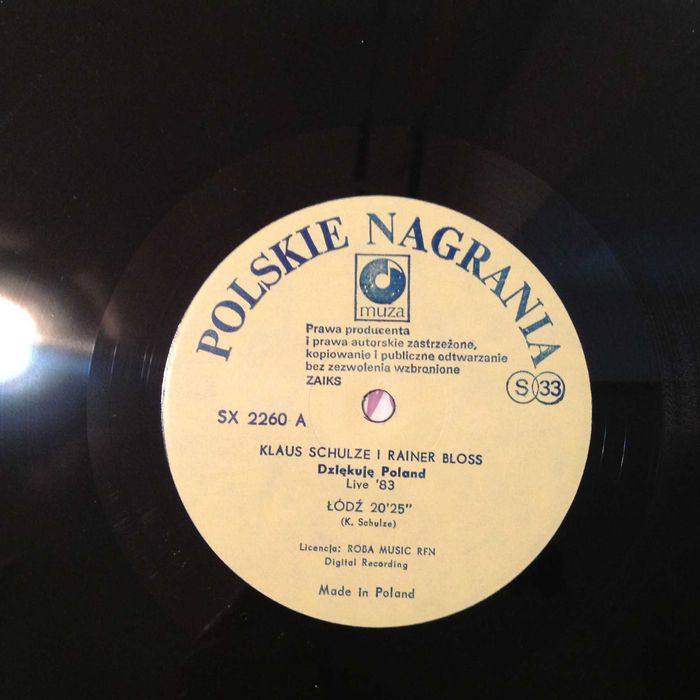 POLSKIE NAGRANIA
muza
Prawa producenta
i prawa autorskie zastrzeżone,
kopiowanie i publiczne odtwarzanie
bez zezwolenia wzbronione
ZAIKS
S 33
SX 2260 A
KLAUS SCHULZE I RAINER BLOSS
Dziękuję Poland
Live '83
ŁÓDŹ 20'25"
(K. Schulze)
Licencja: ROBA MUSIC RFN
Digital Recording
Made in Poland